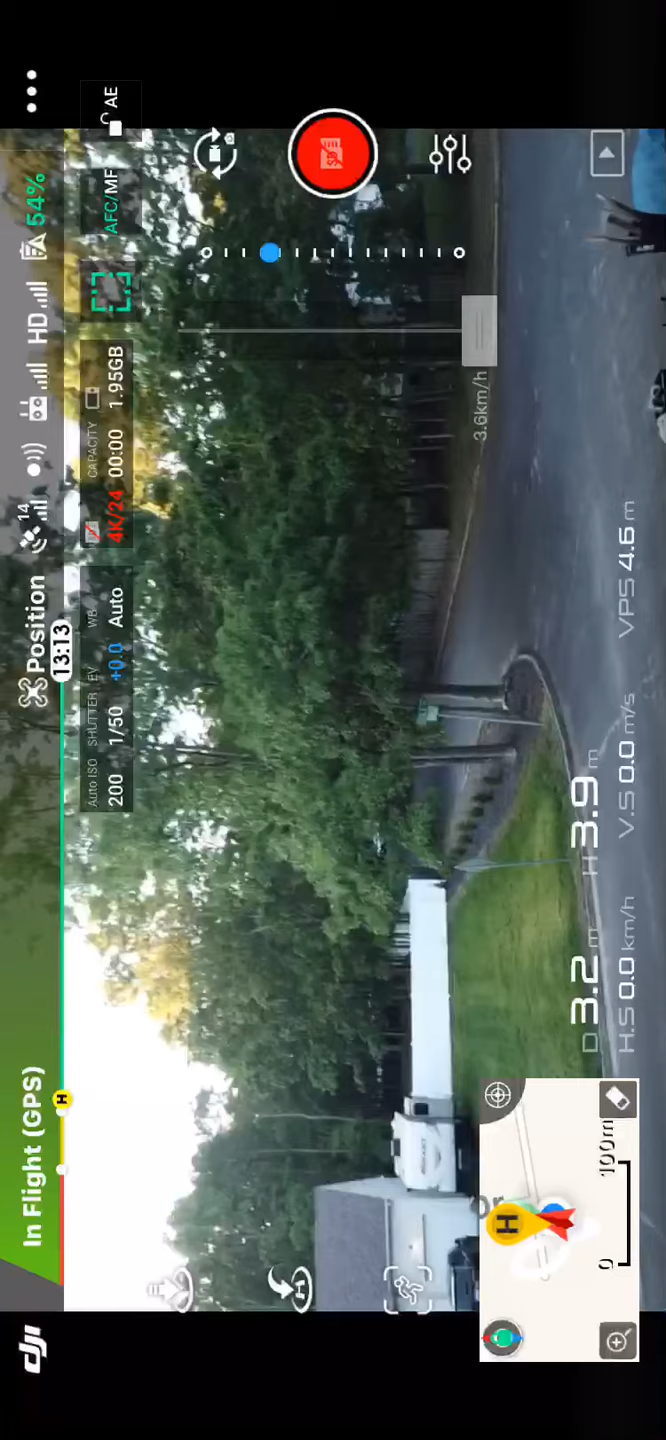 dji
In Flight (GPS)
Position
14
HD
54%
H
13:13
Auto ISO SHUTTER EV WB
200 1/50 +0.0 Auto
CAPACITY
4K/24 00:00 1.95GB
AFC/MF
AE
3.6km/h
D 3.2 m H 3.9 m
H.S 0.0 km/h V.S 0.0 m/s VPS 4.6 m
H
Dr
0 100m